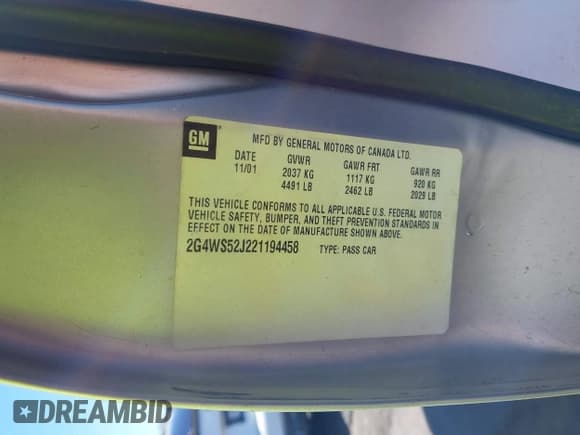 GM
MFD BY GENERAL MOTORS OF CANADA LTD.
DATE GVWR GAWR FRT GAWR RR
11/01 2037 KG 1117 KG 920 KG
4491 LB 2462 LB 2029 LB
THIS VEHICLE CONFORMS TO ALL APPLICABLE U.S. FEDERAL MOTOR
VEHICLE SAFETY, BUMPER, AND THEFT PREVENTION STANDARDS IN
EFFECT ON THE DATE OF MANUFACTURE SHOWN ABOVE.
2G4WS52J221194458 TYPE: PASS CAR
DREAMBID